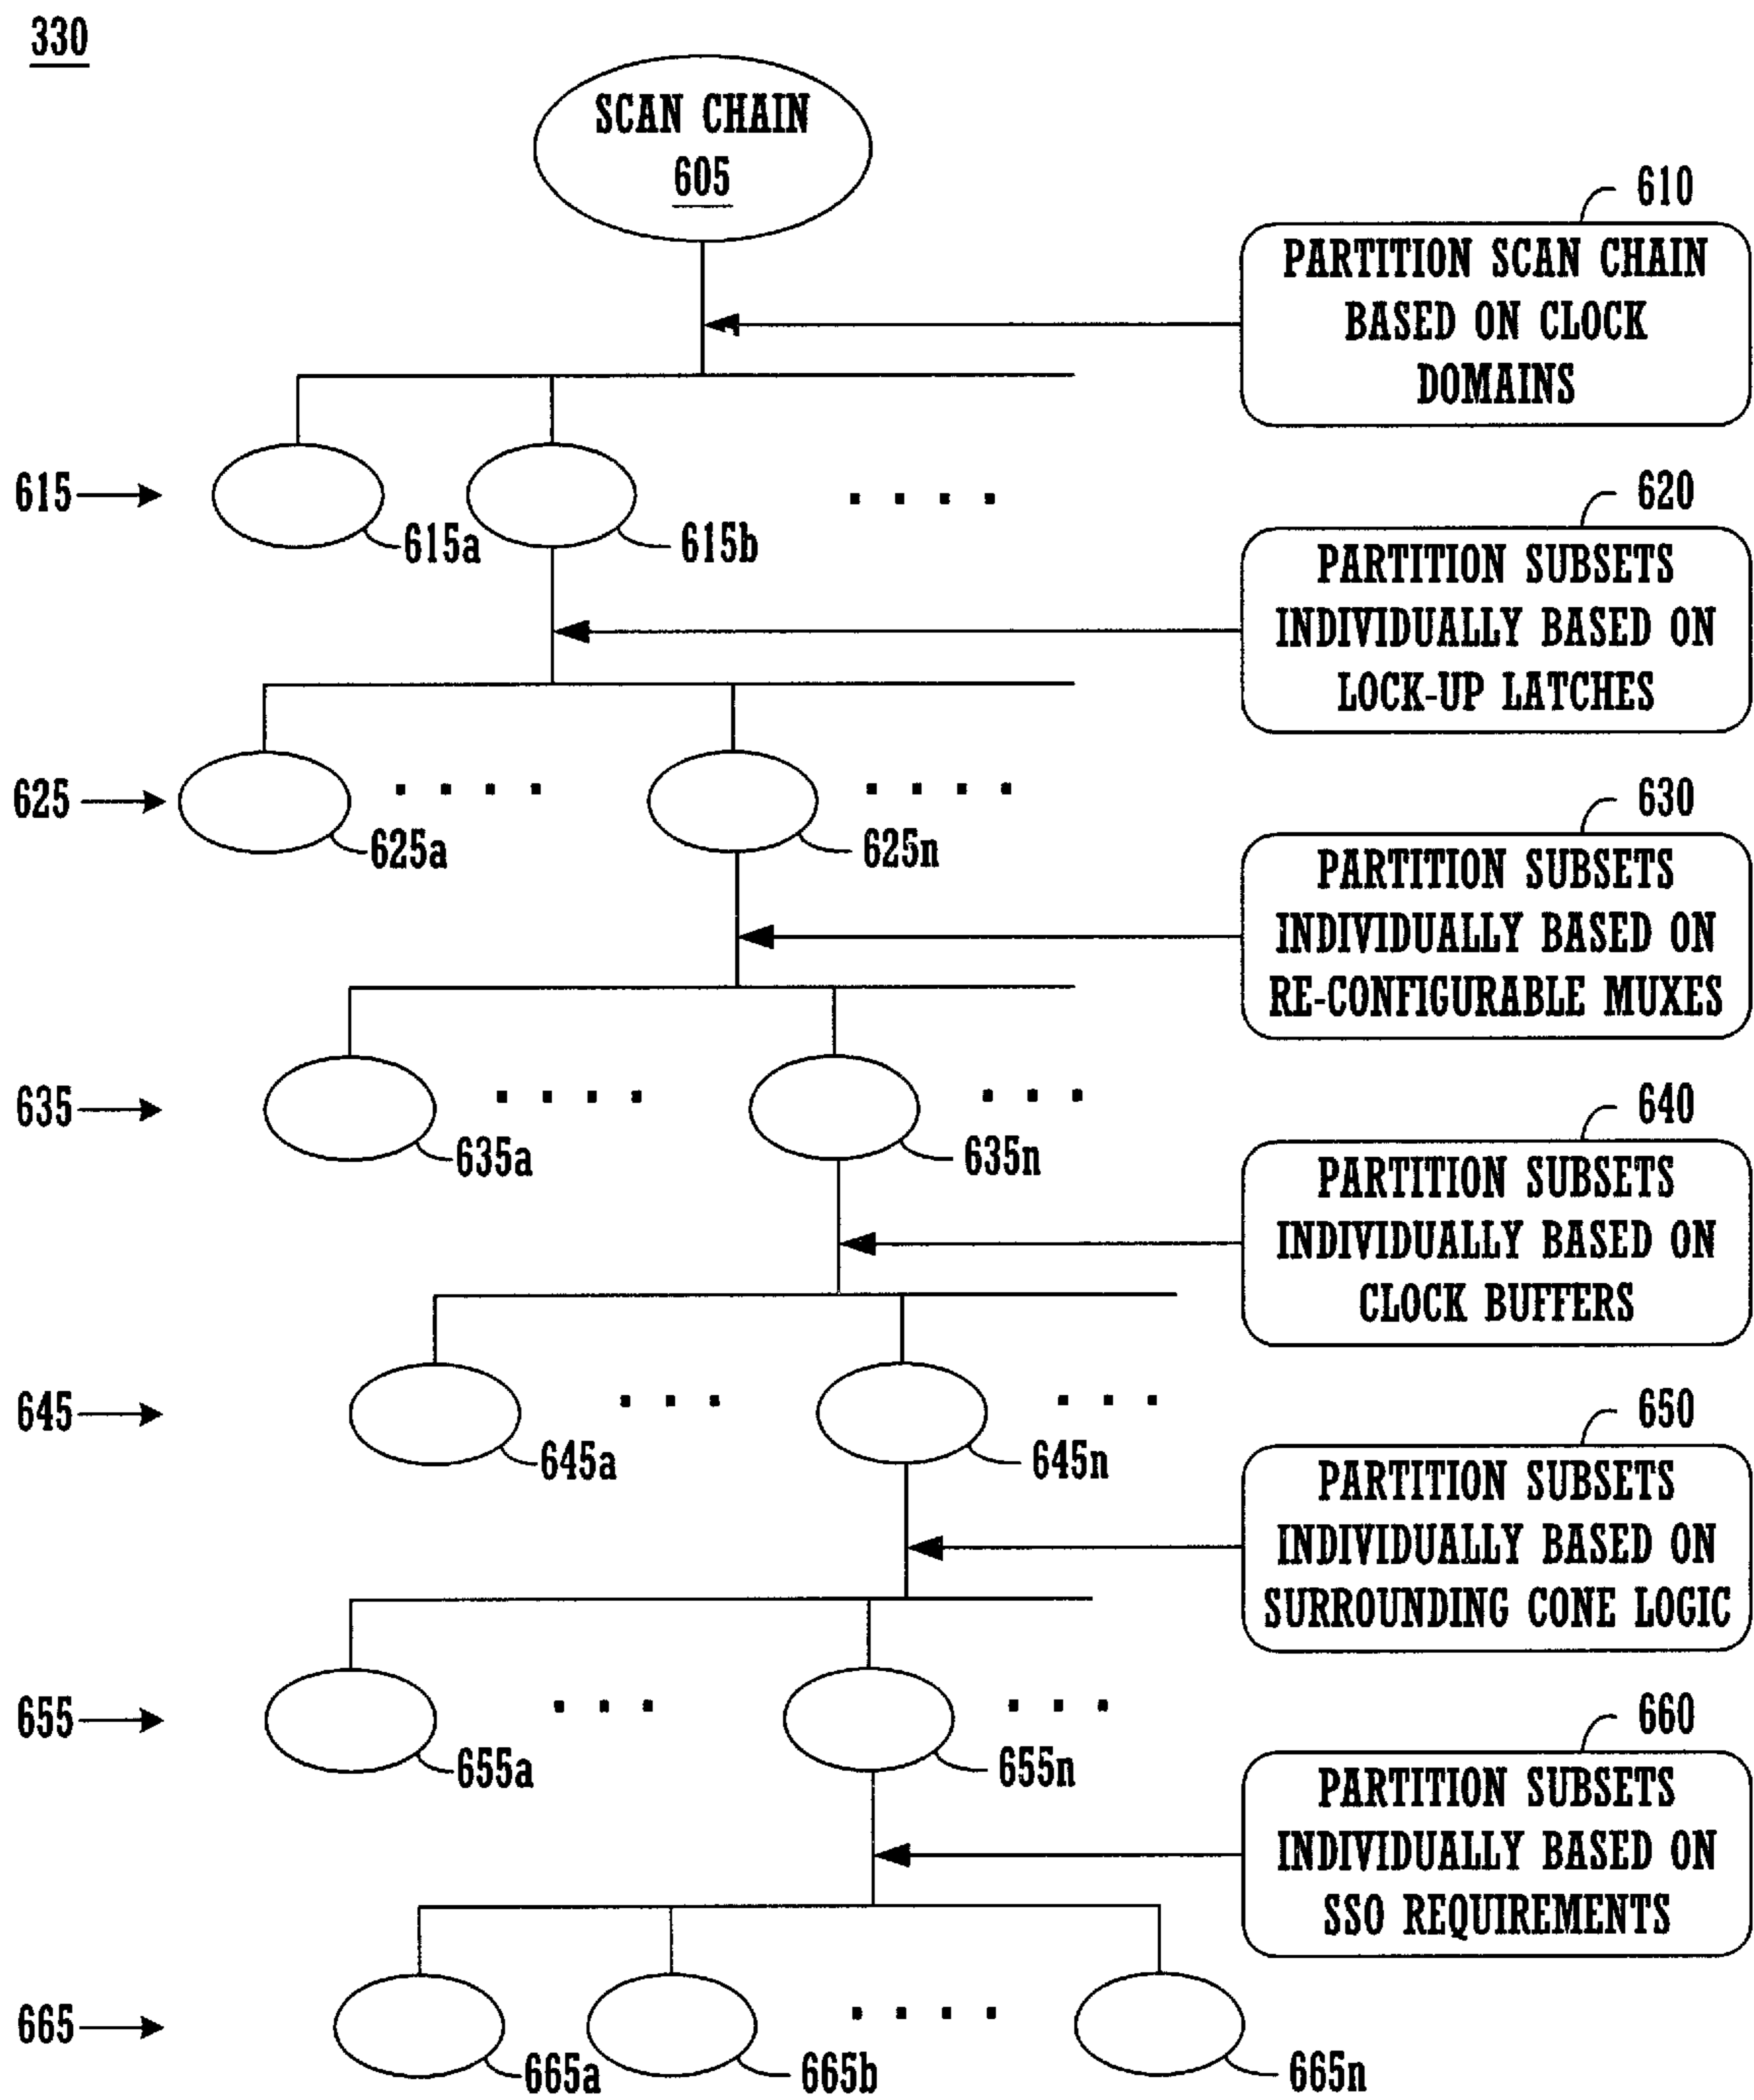 330
SCAN CHAIN
605
610
PARTITION SCAN CHAIN
BASED ON CLOCK
DOMAINS
615
615a
615b
620
PARTITION SUBSETS
INDIVIDUALLY BASED ON
LOCK-UP LATCHES
625
625a
625n
630
PARTITION SUBSETS
INDIVIDUALLY BASED ON
RE-CONFIGURABLE MUXES
635
635a
635n
640
PARTITION SUBSETS
INDIVIDUALLY BASED ON
CLOCK BUFFERS
645
645a
645n
650
PARTITION SUBSETS
INDIVIDUALLY BASED ON
SURROUNDING CONE LOGIC
655
655a
655n
660
PARTITION SUBSETS
INDIVIDUALLY BASED ON
SSO REQUIREMENTS
665
665a
665b
665n